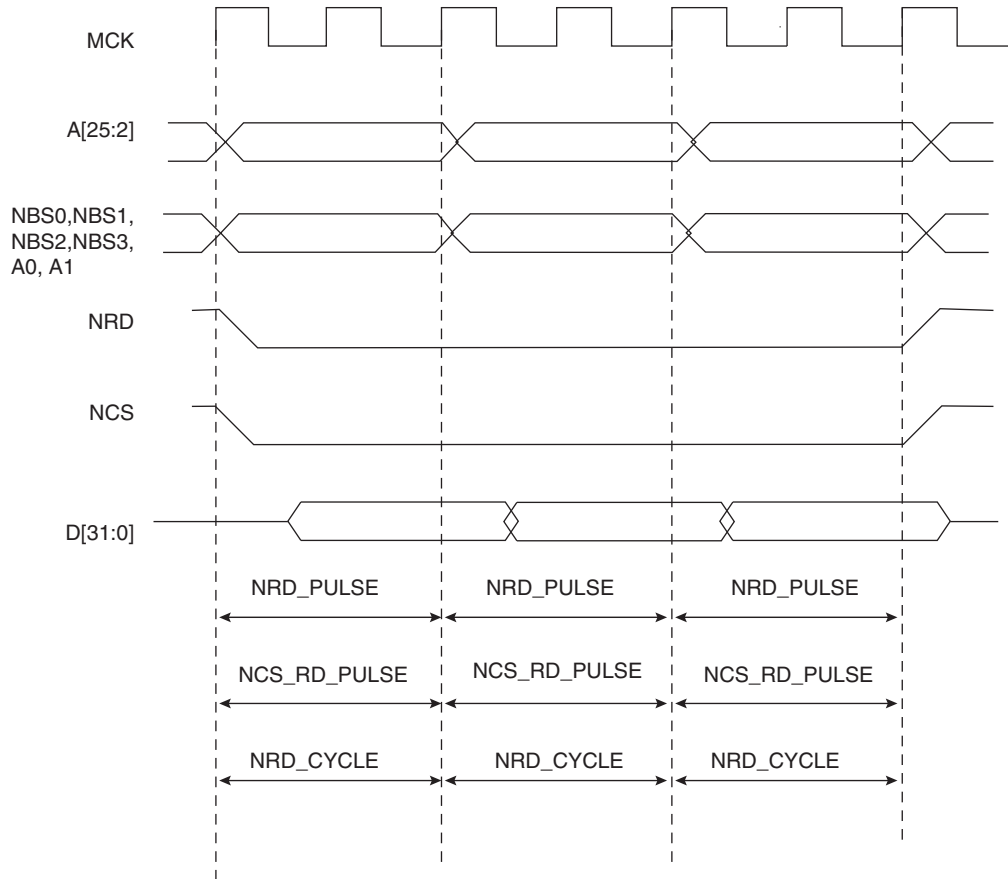 MCK
A[25:2]
NBS0,NBS1,
NBS2,NBS3,
A0, A1
NRD
NCS
D[31:0]
NRD_PULSE NRD_PULSE NRD_PULSE
NCS_RD_PULSE NCS_RD_PULSE NCS_RD_PULSE
NRD_CYCLE NRD_CYCLE NRD_CYCLE